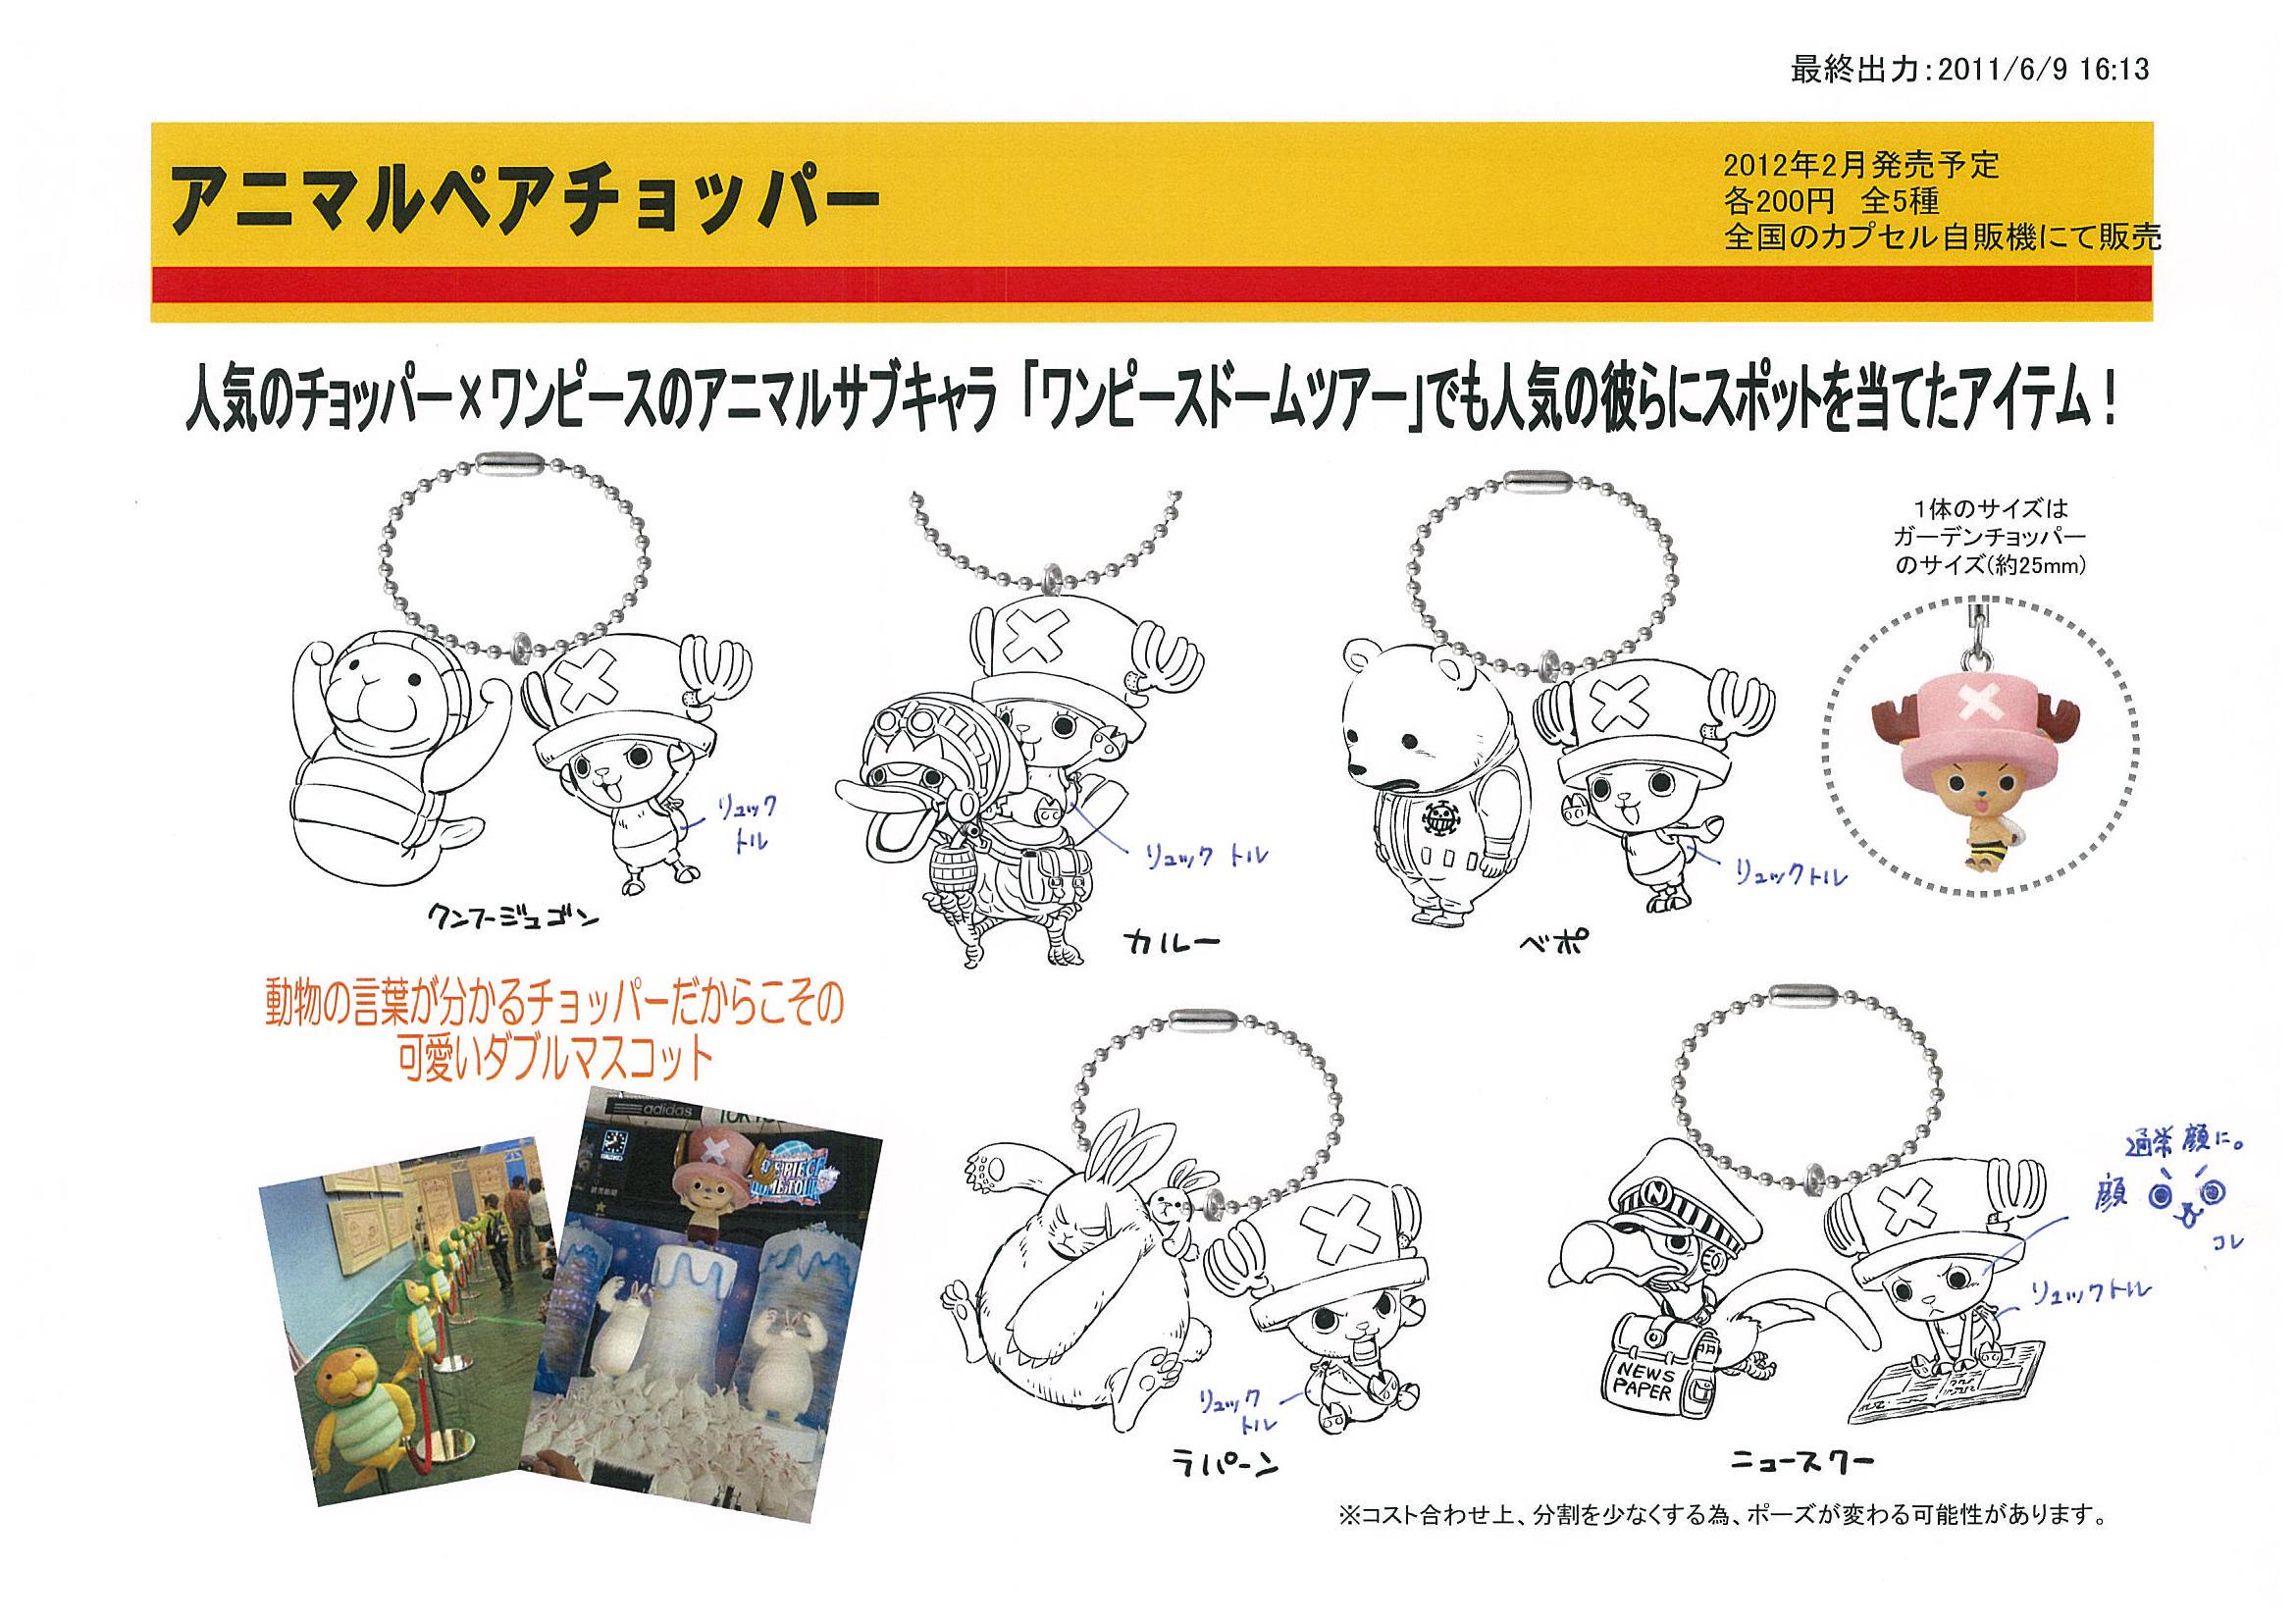 最終出力：2011/6/9 16:13
アニマルペアチョッパー
2012年2月発売予定
各200円　全5種
全国のカプセル自販機にて販売
人気のチョッパー×ワンピースのアニマルサブキャラ「ワンピースドームツアー」でも人気の彼らにスポットを当てたアイテム！
1体のサイズは
ガーデンチョッパー
のサイズ(約25mm)
リュック
トル
リュック トル
リュックトル
クンフージュゴン
カルー
ベポ
動物の言葉が分かるチョッパーだからこその
可愛いダブルマスコット
adidas
TOKYO
ONE PIECE
DOME TOUR
通常顔に。
顔
コレ
リュックトル
N
NEWS
PAPER
リュック
トル
ラパーン
ニュースクー
※コスト合わせ上、分割を少なくする為、ポーズが変わる可能性があります。